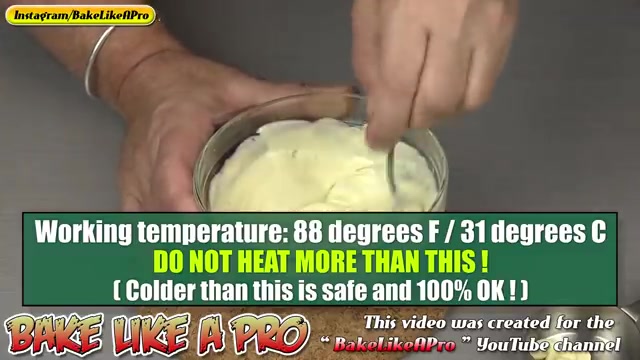 Instagram/BakeLikeAPro
Working temperature: 88 degrees F / 31 degrees C
DO NOT HEAT MORE THAN THIS !
( Colder than this is safe and 100% OK ! )
BAKE LIKE A PRO
This video was created for the
“ BakeLikeAPro ” YouTube channel